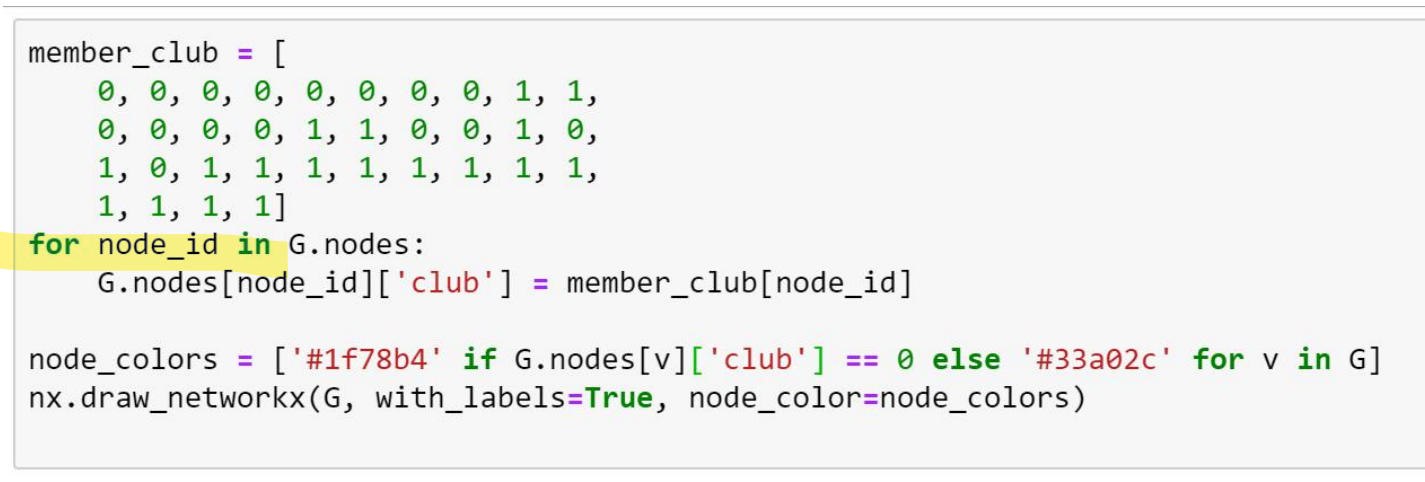 member_club = [
    0, 0, 0, 0, 0, 0, 0, 0, 1, 1,
    0, 0, 0, 0, 1, 1, 0, 0, 1, 0,
    1, 0, 1, 1, 1, 1, 1, 1, 1, 1,
    1, 1, 1, 1]
for node_id in G.nodes:
    G.nodes[node_id]['club'] = member_club[node_id]
node_colors = ['#1f78b4' if G.nodes[v]['club'] == 0 else '#33a02c' for v in G]
nx.draw_networkx(G, with_labels=True, node_color=node_colors)